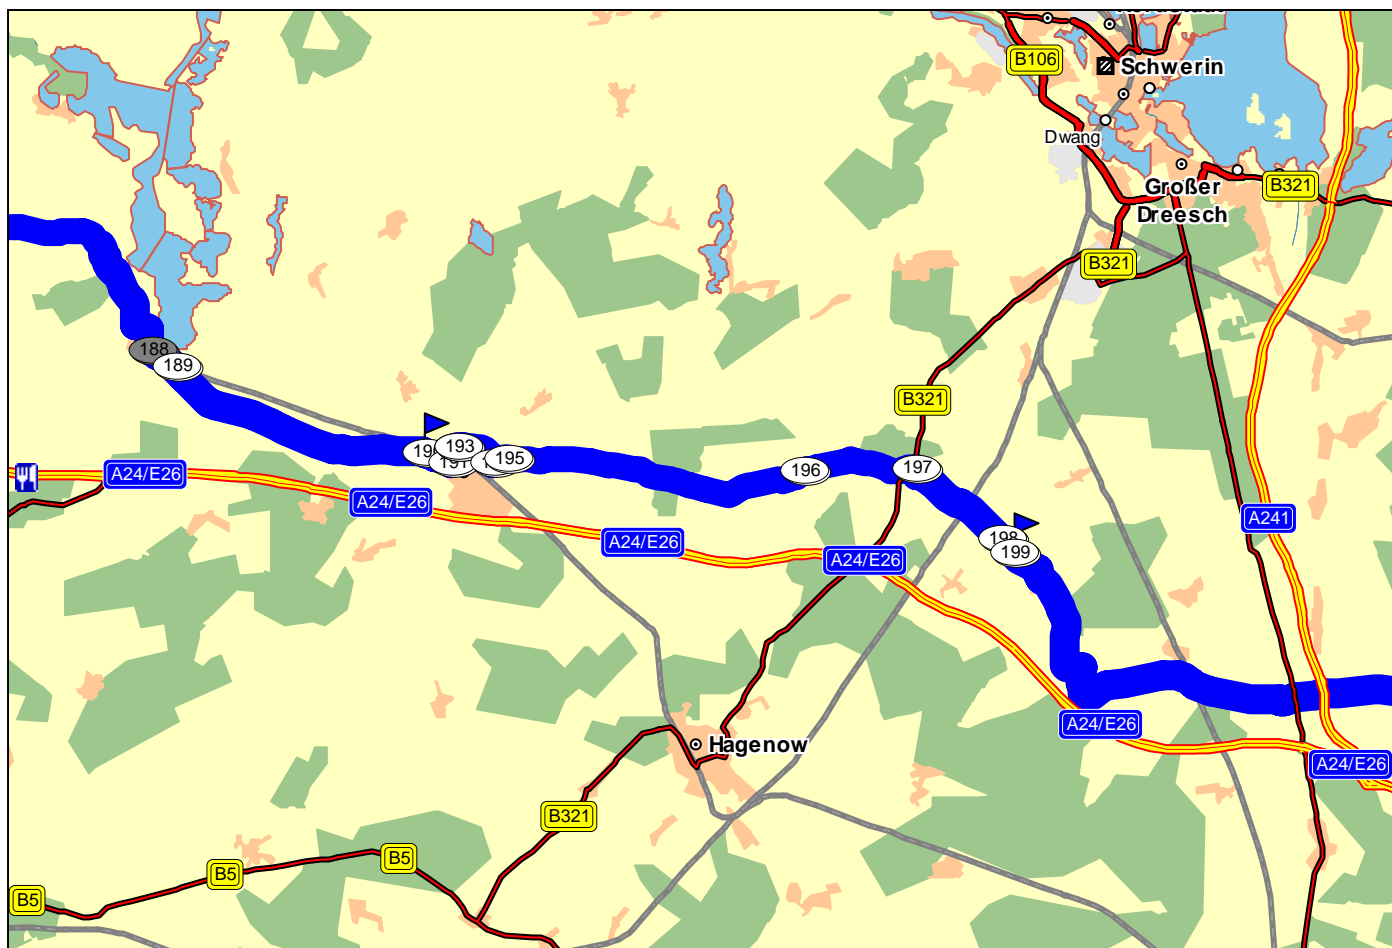 B106
Schwerin
Dwang
Großer
Dreesch
B321
B321
188
189
B321
193
195
196
197
A24/E26
A24/E26
A24/E26
A24/E26
A241
198
199
A24/E26
A24/E26
Hagenow
B321
B5
B5
B5